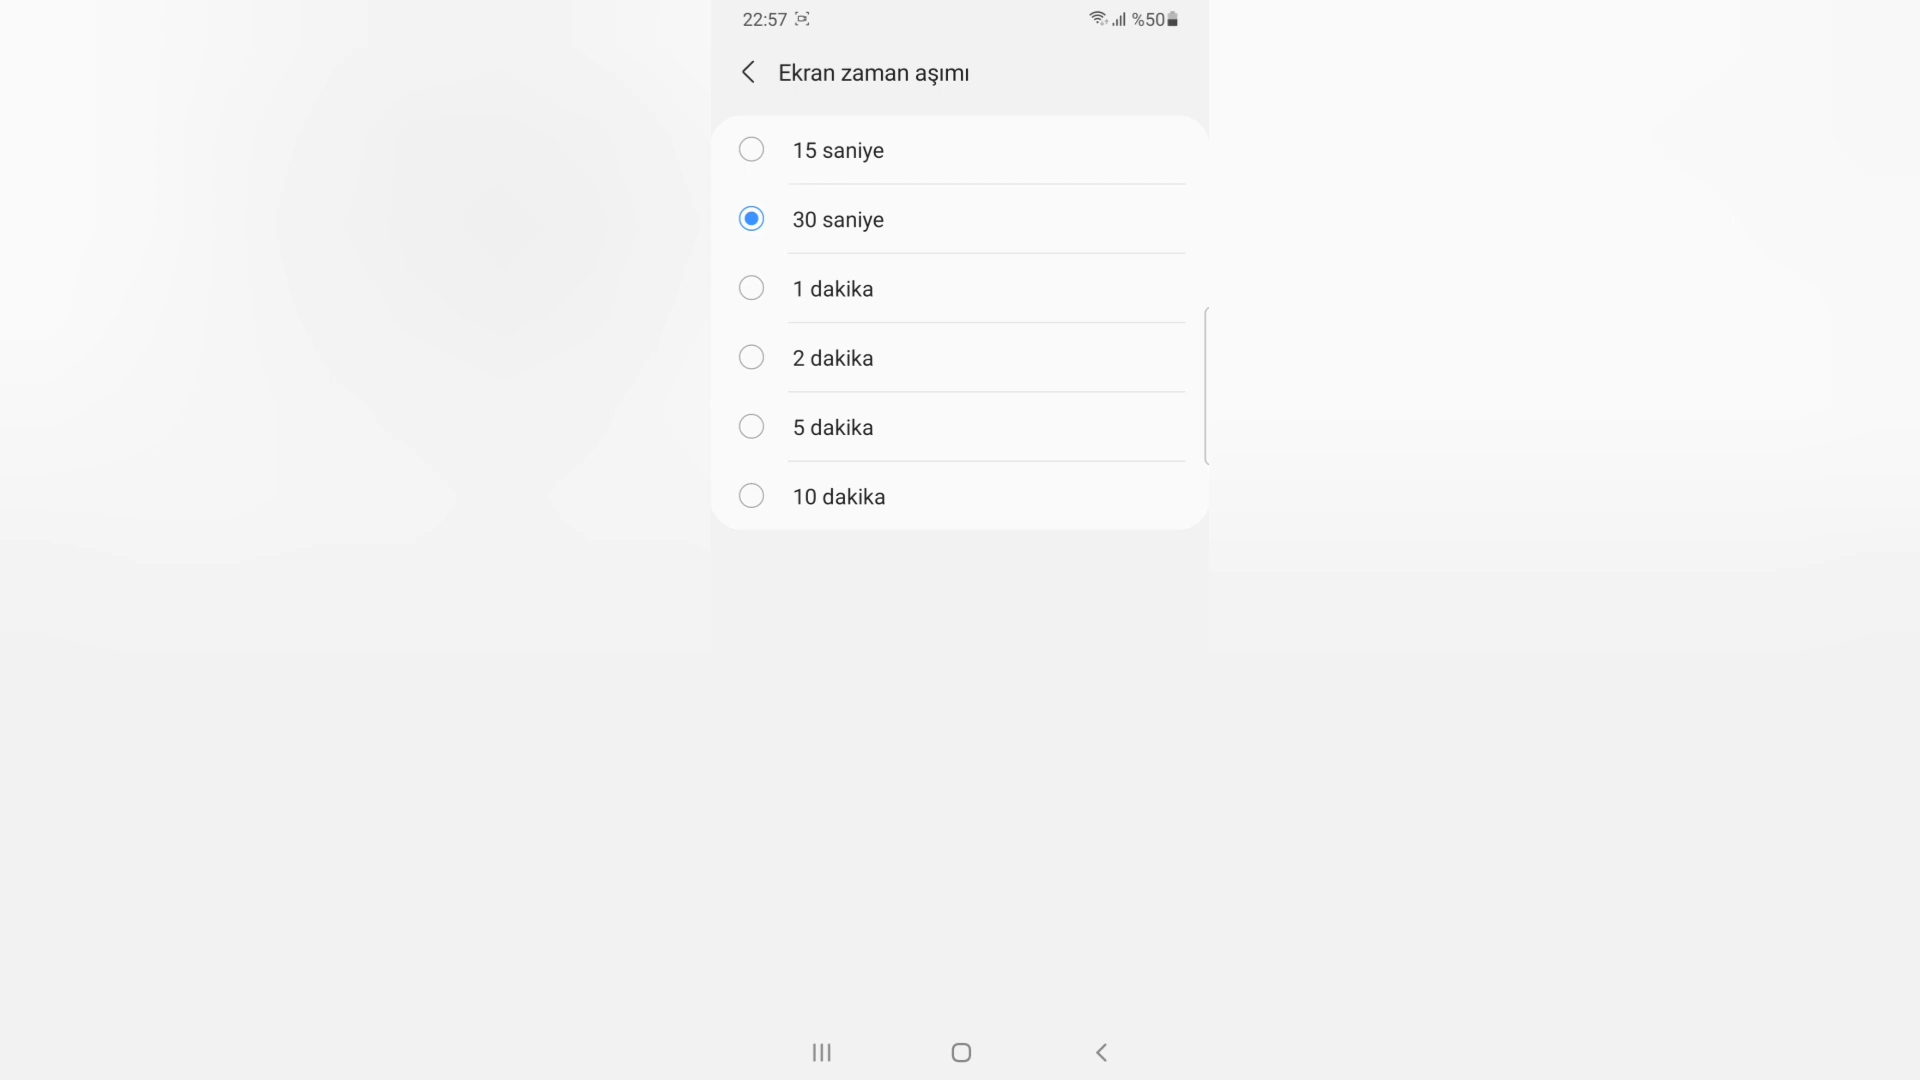 22:57 %50
Ekran zaman aşımı
15 saniye
30 saniye
1 dakika
2 dakika
5 dakika
10 dakika